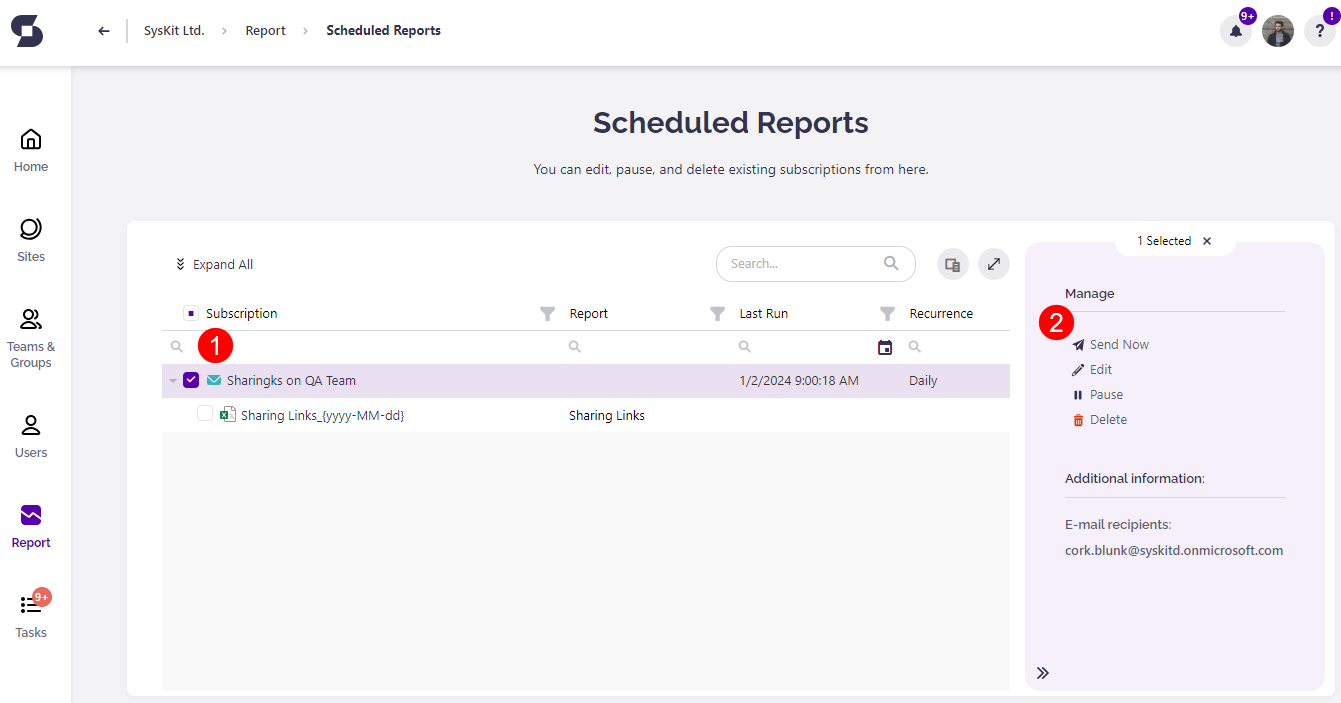 SysKit Ltd. > Report > Scheduled Reports
9+
!
?
Home
Sites
Teams &
Groups
Users
Report
9+
Tasks
Scheduled Reports
You can edit, pause, and delete existing subscriptions from here.
Expand All
Search...
Subscription Report Last Run Recurrence
1
Sharingks on QA Team 1/2/2024 9:00:18 AM Daily
Sharing Links_{yyyy-MM-dd} Sharing Links
1 Selected
Manage
2
Send Now
Edit
Pause
Delete
Additional information:
E-mail recipients:
cork.blunk@syskitd.onmicrosoft.com